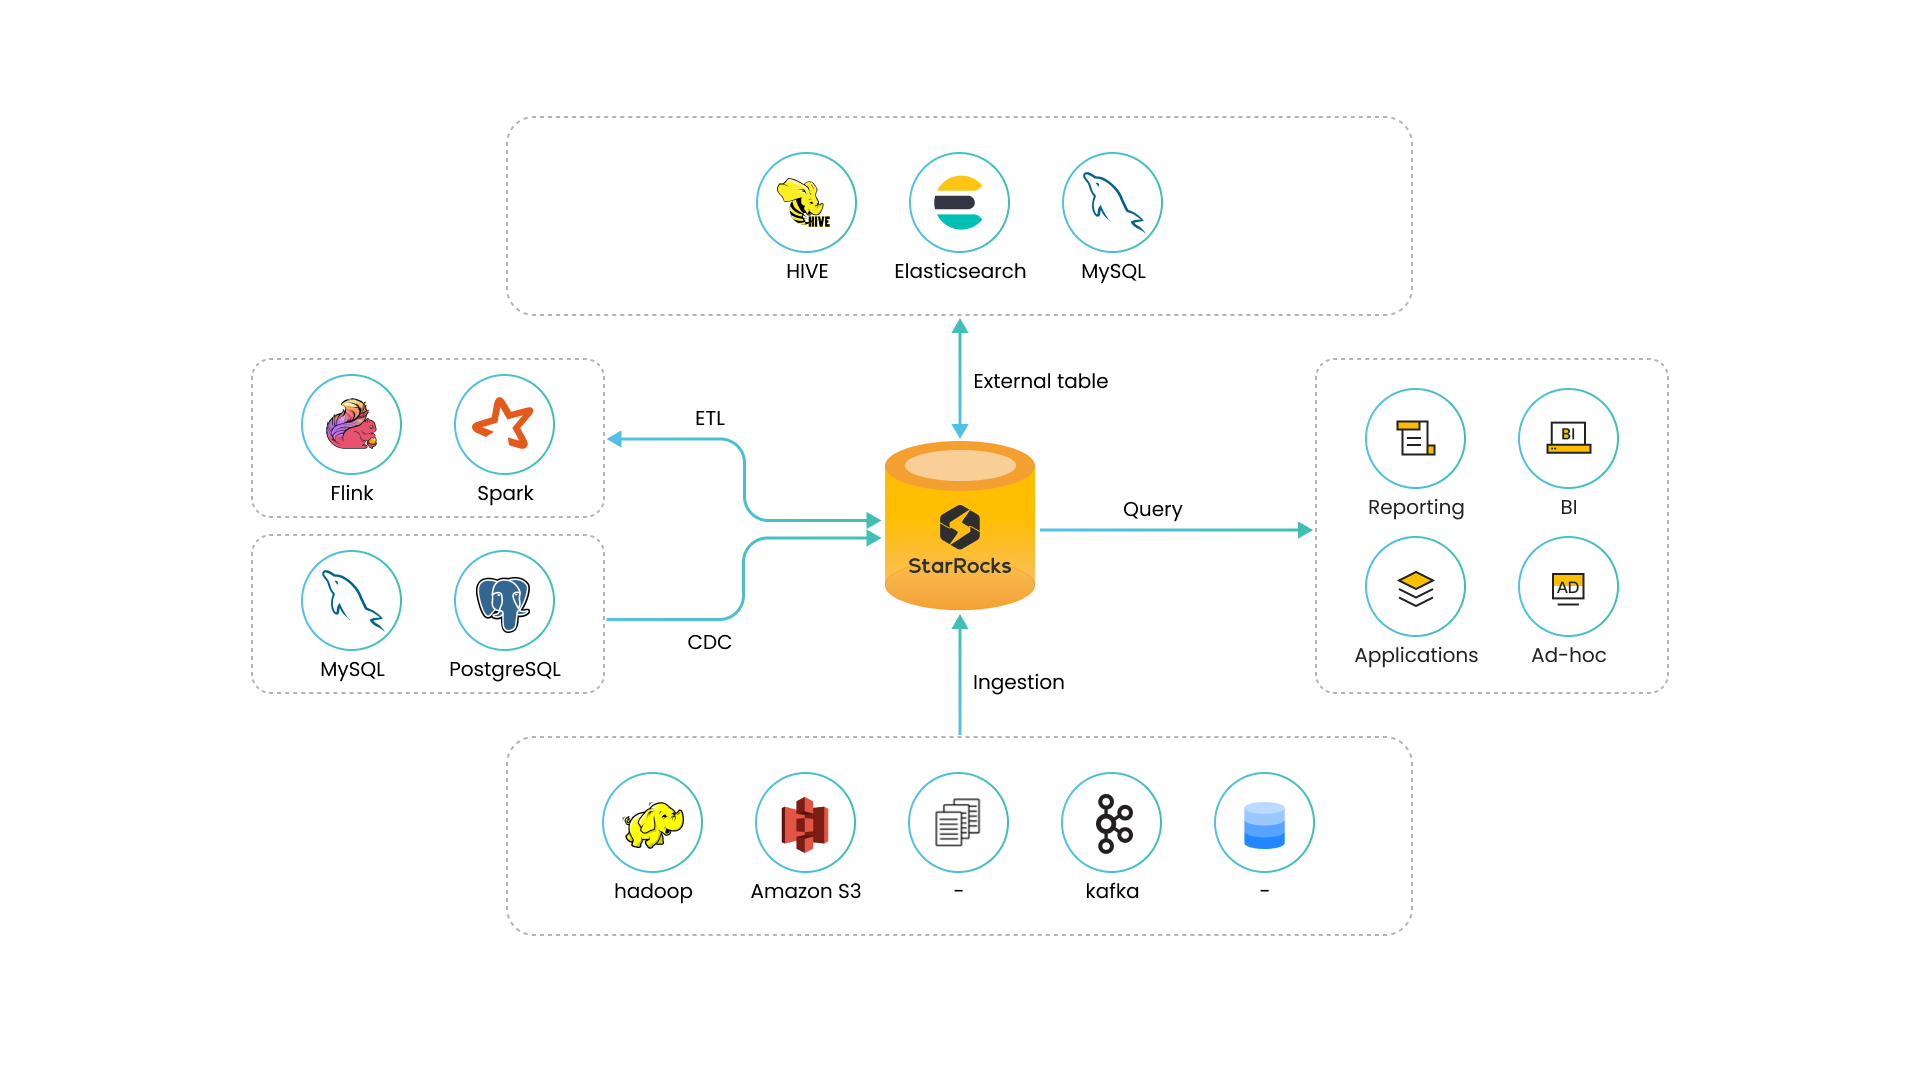 HIVE
HIVE
Elasticsearch
MySQL
External table
Flink
Spark
ETL
MySQL
PostgreSQL
CDC
StarRocks
Query
BI
Reporting
BI
AD
Applications
Ad-hoc
Ingestion
hadoop
Amazon S3
-
kafka
-